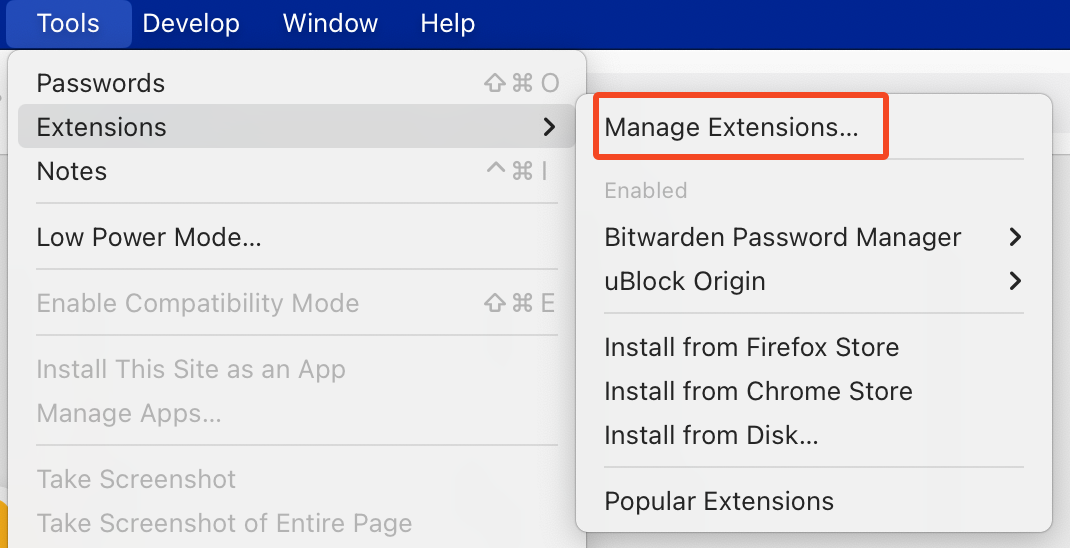 Tools Develop Window Help
Passwords ⇧⌘O
Extensions
Notes ^⌘I
Low Power Mode...
Enable Compatibility Mode ⇧⌘E
Install This Site as an App
Manage Apps...
Take Screenshot
Take Screenshot of Entire Page
Manage Extensions...
Enabled
Bitwarden Password Manager
uBlock Origin
Install from Firefox Store
Install from Chrome Store
Install from Disk...
Popular Extensions